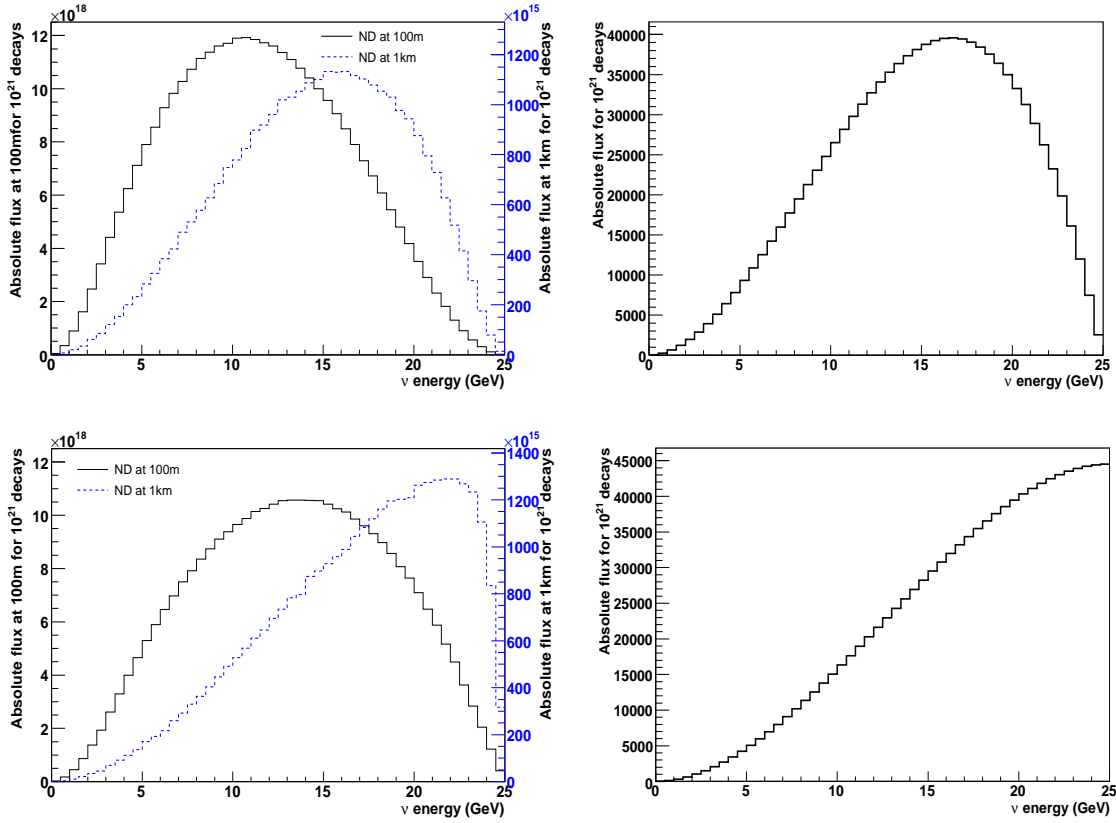 ×10^18
×10^15
Absolute flux at 100mfor 10^21 decays
12
10
8
6
4
2
0
ND at 100m
ND at 1km
1200
1000
800
600
400
200
0
Absolute flux at 1km for 10^21 decays
0 5 10 15 20 25
ν energy (GeV)
Absolute flux for 10^21 decays
40000
35000
30000
25000
20000
15000
10000
5000
0
0 5 10 15 20 25
ν energy (GeV)
×10^18
×10^15
Absolute flux at 100m for 10^21 decays
12
10
8
6
4
2
0
ND at 100m
ND at 1km
1400
1200
1000
800
600
400
200
0
Absolute flux at 1km for 10^21 decays
0 5 10 15 20 25
ν energy (GeV)
Absolute flux for 10^21 decays
45000
40000
35000
30000
25000
20000
15000
10000
5000
0
0 5 10 15 20 25
ν energy (GeV)